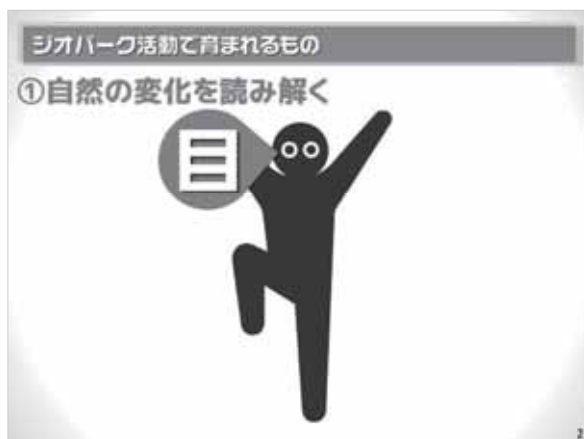 ジオパーク活動で育まれるもの
①自然の変化を読み解く
目
2